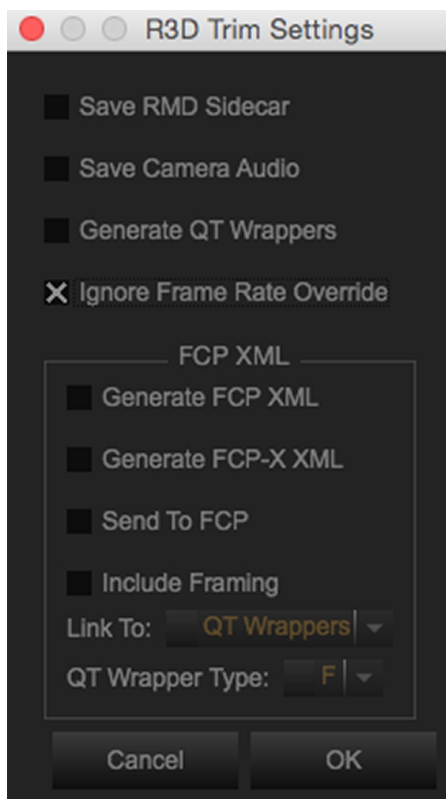 R3D Trim Settings
Save RMD Sidecar
Save Camera Audio
Generate QT Wrappers
Ignore Frame Rate Override
FCP XML
Generate FCP XML
Generate FCP-X XML
Send To FCP
Include Framing
Link To: QT Wrappers
QT Wrapper Type: F
Cancel OK